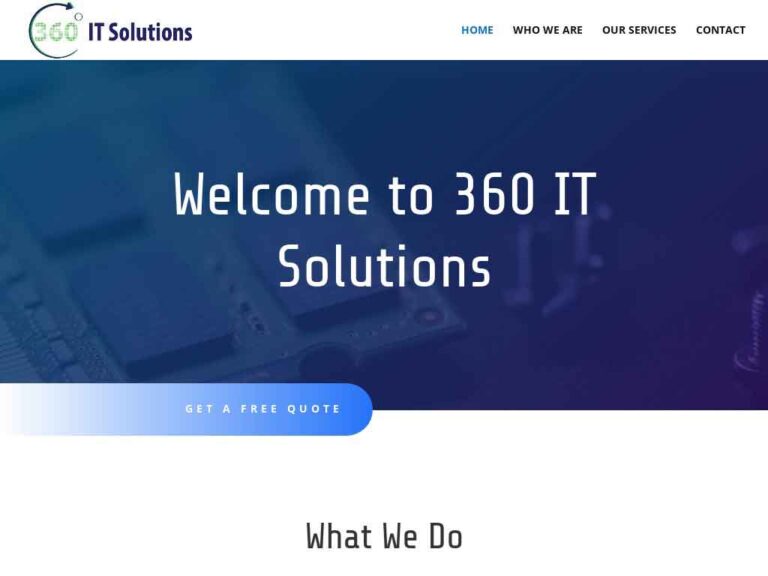 360° IT Solutions
HOME WHO WE ARE OUR SERVICES CONTACT
Welcome to 360 IT
Solutions
GET A FREE QUOTE
What We Do